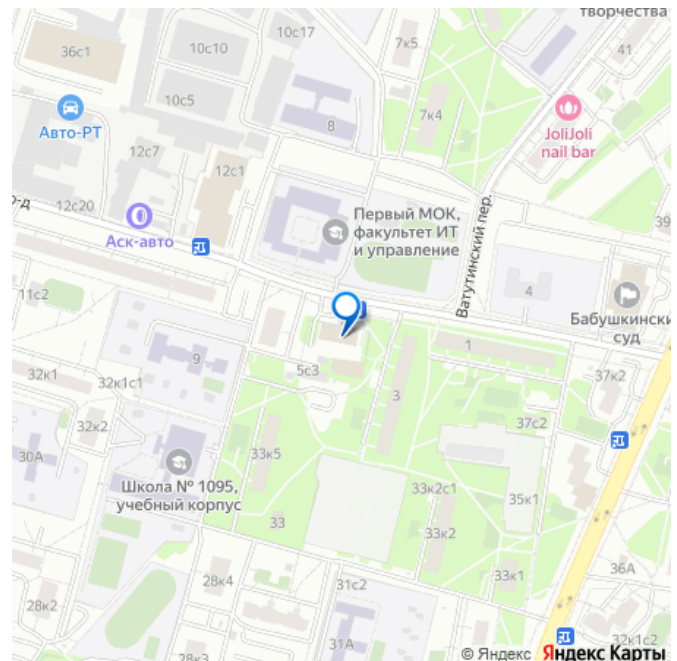 творчества
36с1
10с10
10с17
7к5
41
Авто-РТ
10с5
8
7к4
JoliJoli
nail bar
12с7
12с1
12с20
о-д
Аск-авто
Первый МОК,
факультет ИТ
и управление
Ватутинский пер.
39
4
Бабушкински
суд
11с2
9
1
5с3
3
37к2
32к1
32к1с1
32к2
37с2
30А
33к5
Школа № 1095,
учебный корпус
33к2с1
35к1
33
33к2
28к4
31с2
33к1
36А
28к2
28к3
31А
32к1с2
© Яндекс Яндекс Карты